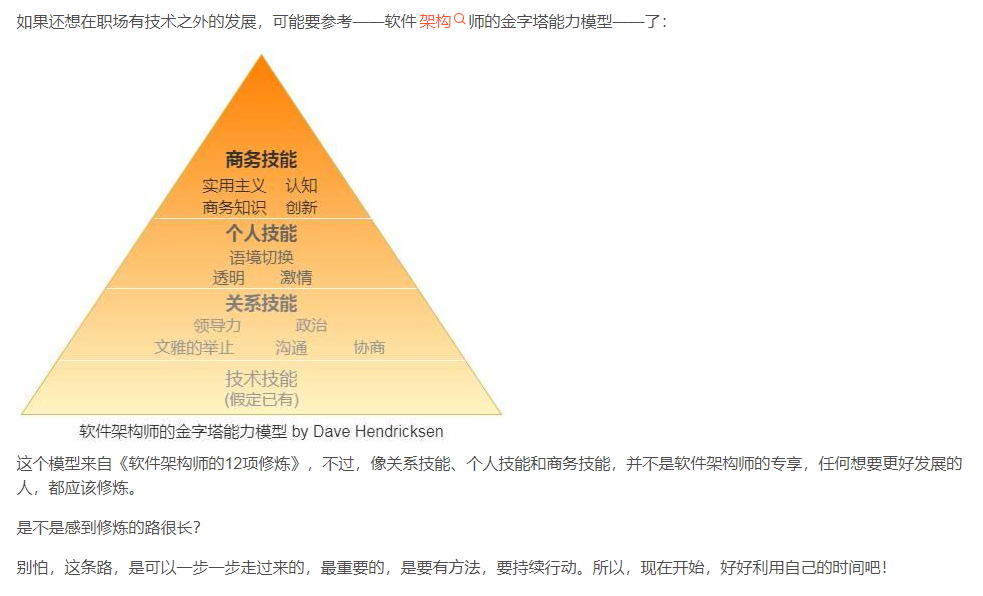 如果还想在职场有技术之外的发展，可能要参考——软件架构师的金字塔能力模型——了：
商务技能
实用主义 认知
商务知识 创新
个人技能
语境切换
透明 激情
关系技能
领导力 政治
文雅的举止 沟通 协商
技术技能
(假定已有)
软件架构师的金字塔能力模型 by Dave Hendricksen
这个模型来自《软件架构师的12项修炼》，不过，像关系技能、个人技能和商务技能，并不是软件架构师的专享，任何想要更好发展的
人，都应该修炼。
是不是感到修炼的路很长？
别怕，这条路，是可以一步一步走过来的，最重要的，是要有方法，要持续行动。所以，现在开始，好好利用自己的时间吧！